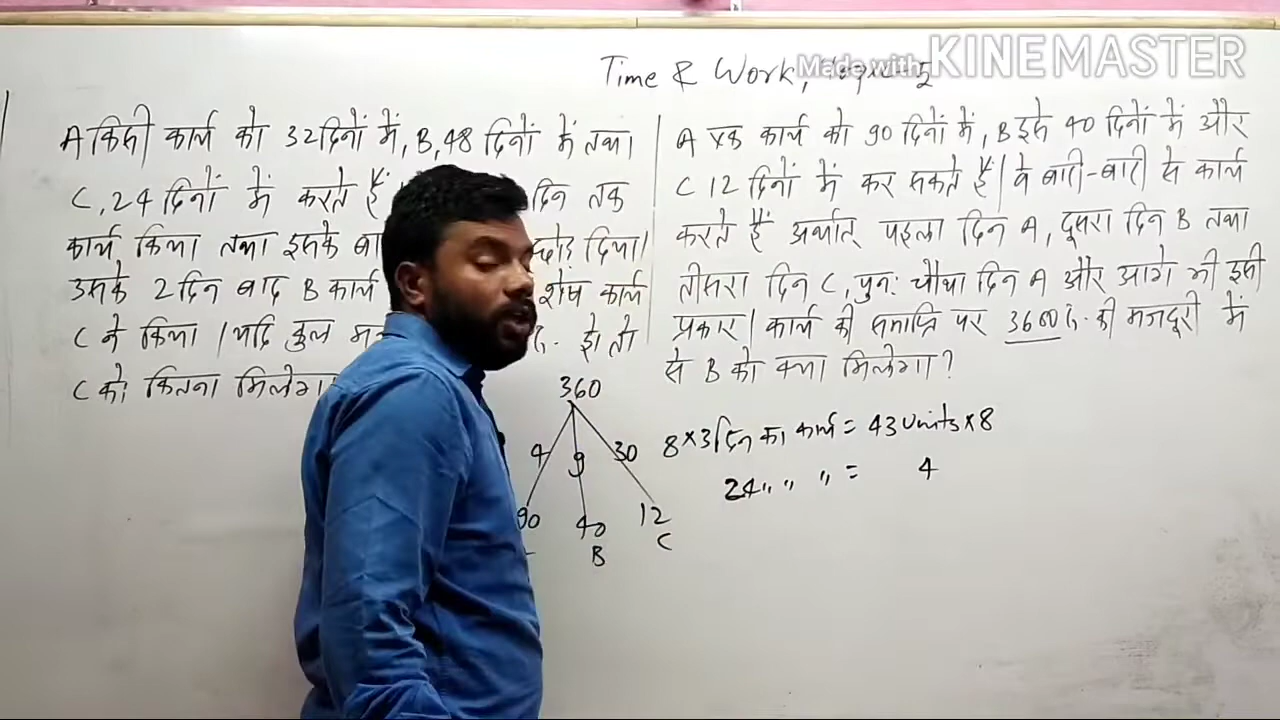 Time & Work,
Made with KINEMASTER
A किसी कार्य को 32 दिनों में, B, 48 दिनों में तथा
C, 24 दिनों में करते हैं दिन तक
कार्य किया तथा इसके बा छोड़ दिया।
उसके 2 दिन बाद B कार्य शेष कार्य
C ने किया । यदि कुल म रु. हो तो
C को कितना मिलेगा
A एक कार्य को 90 दिनों में, B इसे 40 दिनों में और
C 12 दिनों में कर सकते हैं। वे बारी-बारी से कार्य
करते हैं अर्थात् पहला दिन A, दूसरा दिन B तथा
तीसरा दिन C, पुनः चौथा दिन A और आगे भी इसी
प्रकार। कार्य की समाप्ति पर 3600 रु. की मजदूरी में
से B को क्या मिलेगा?
360
4 9 30
90 40 12
B C
8×3 दिन का कार्य = 43 units×8
24 " " " = 4